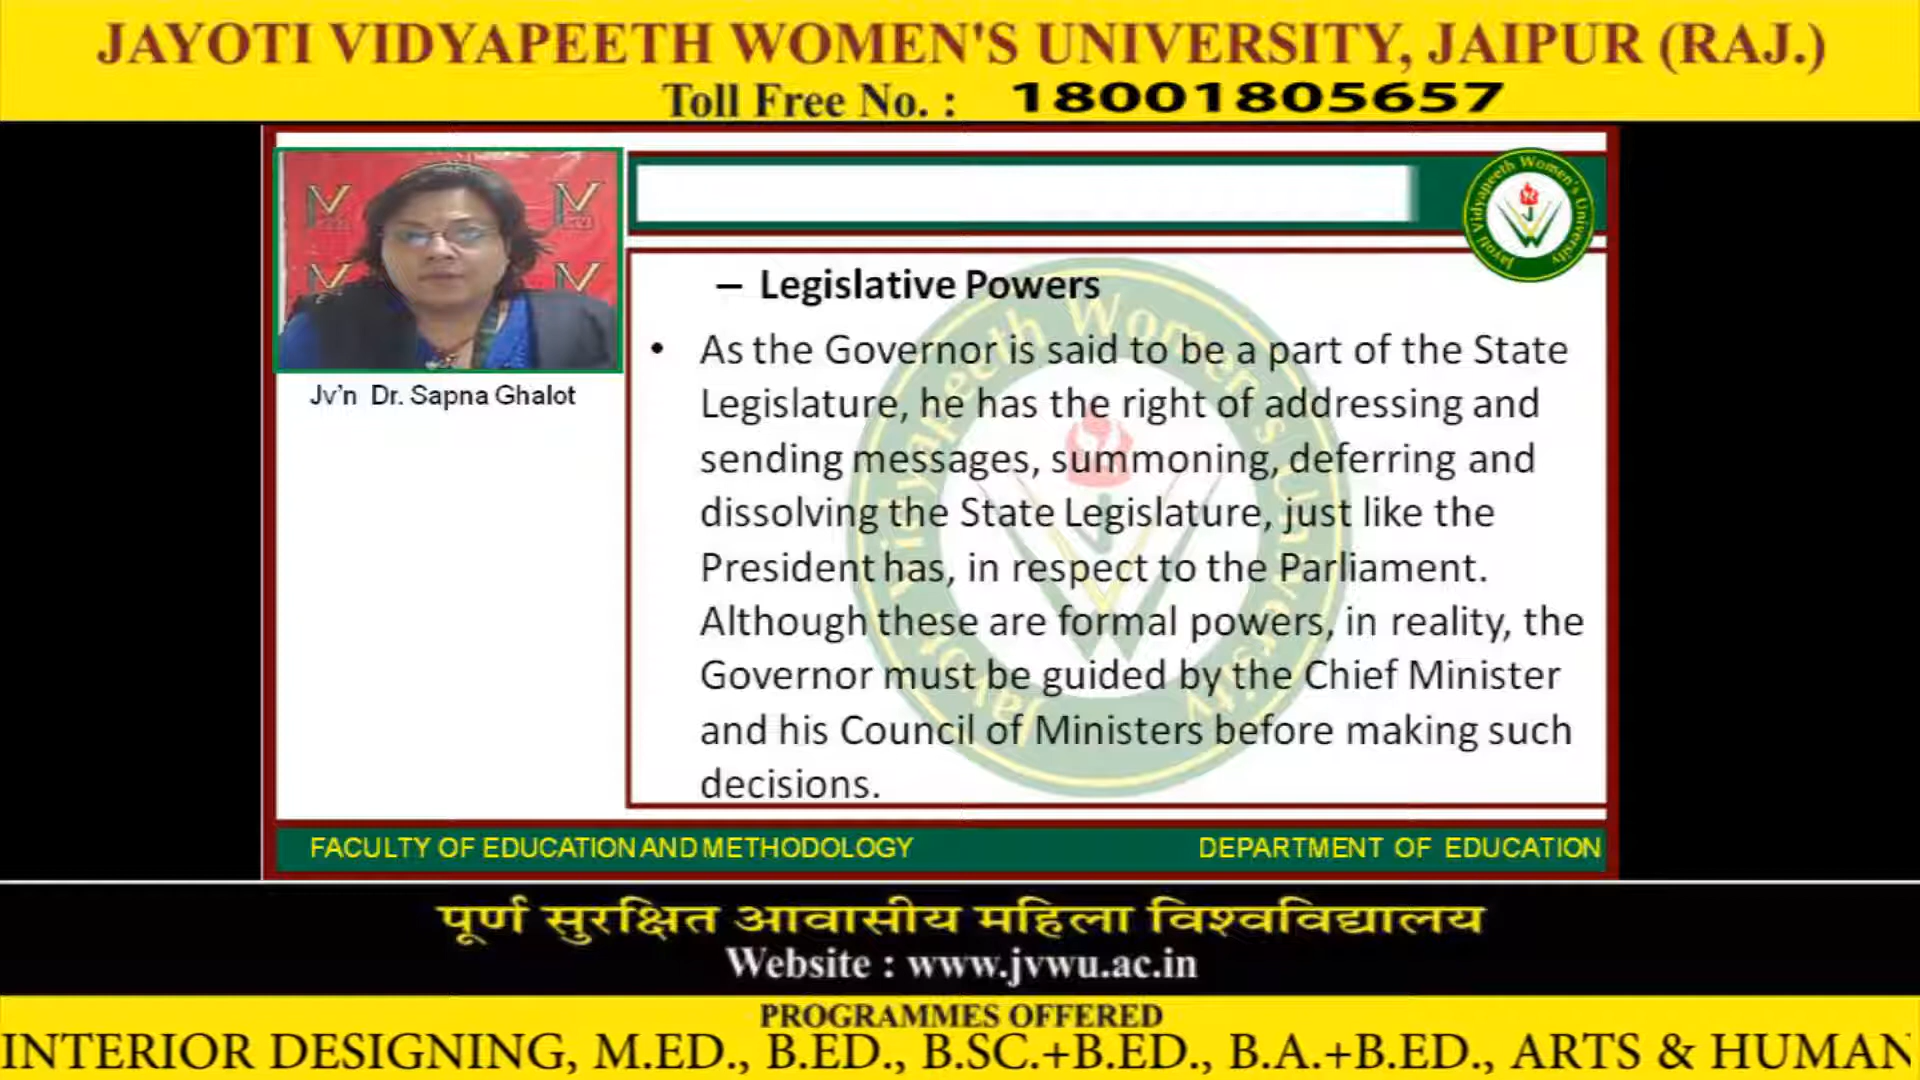 JAYOTI VIDYAPEETH WOMEN'S UNIVERSITY, JAIPUR (RAJ.)
Toll Free No. : 18001805657
Jayoti Vidyapeeth Women's University
Jv'n Dr. Sapna Ghalot
– Legislative Powers
• As the Governor is said to be a part of the State
Legislature, he has the right of addressing and
sending messages, summoning, deferring and
dissolving the State Legislature, just like the
President has, in respect to the Parliament.
Although these are formal powers, in reality, the
Governor must be guided by the Chief Minister
and his Council of Ministers before making such
decisions.
FACULTY OF EDUCATION AND METHODOLOGY DEPARTMENT OF EDUCATION
पूर्ण सुरक्षित आवासीय महिला विश्वविद्यालय
Website : www.jvwu.ac.in
PROGRAMMES OFFERED
INTERIOR DESIGNING, M.ED., B.ED., B.SC.+B.ED., B.A.+B.ED., ARTS & HUMAN